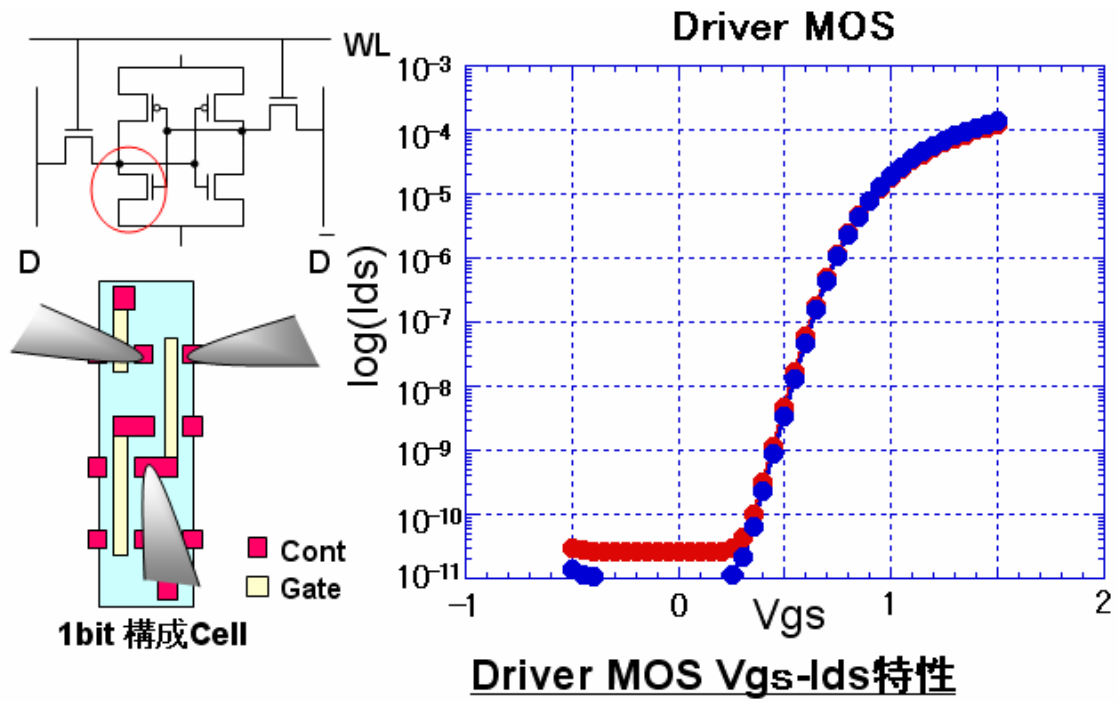 WL
D
D
Cont
Gate
1bit 構成Cell
Driver MOS
10-3
10-4
10-5
10-6
10-7
10-8
10-9
10-10
10-11
log(Ids)
-1
0
1
2
Vgs
Driver MOS Vgs-Ids特性